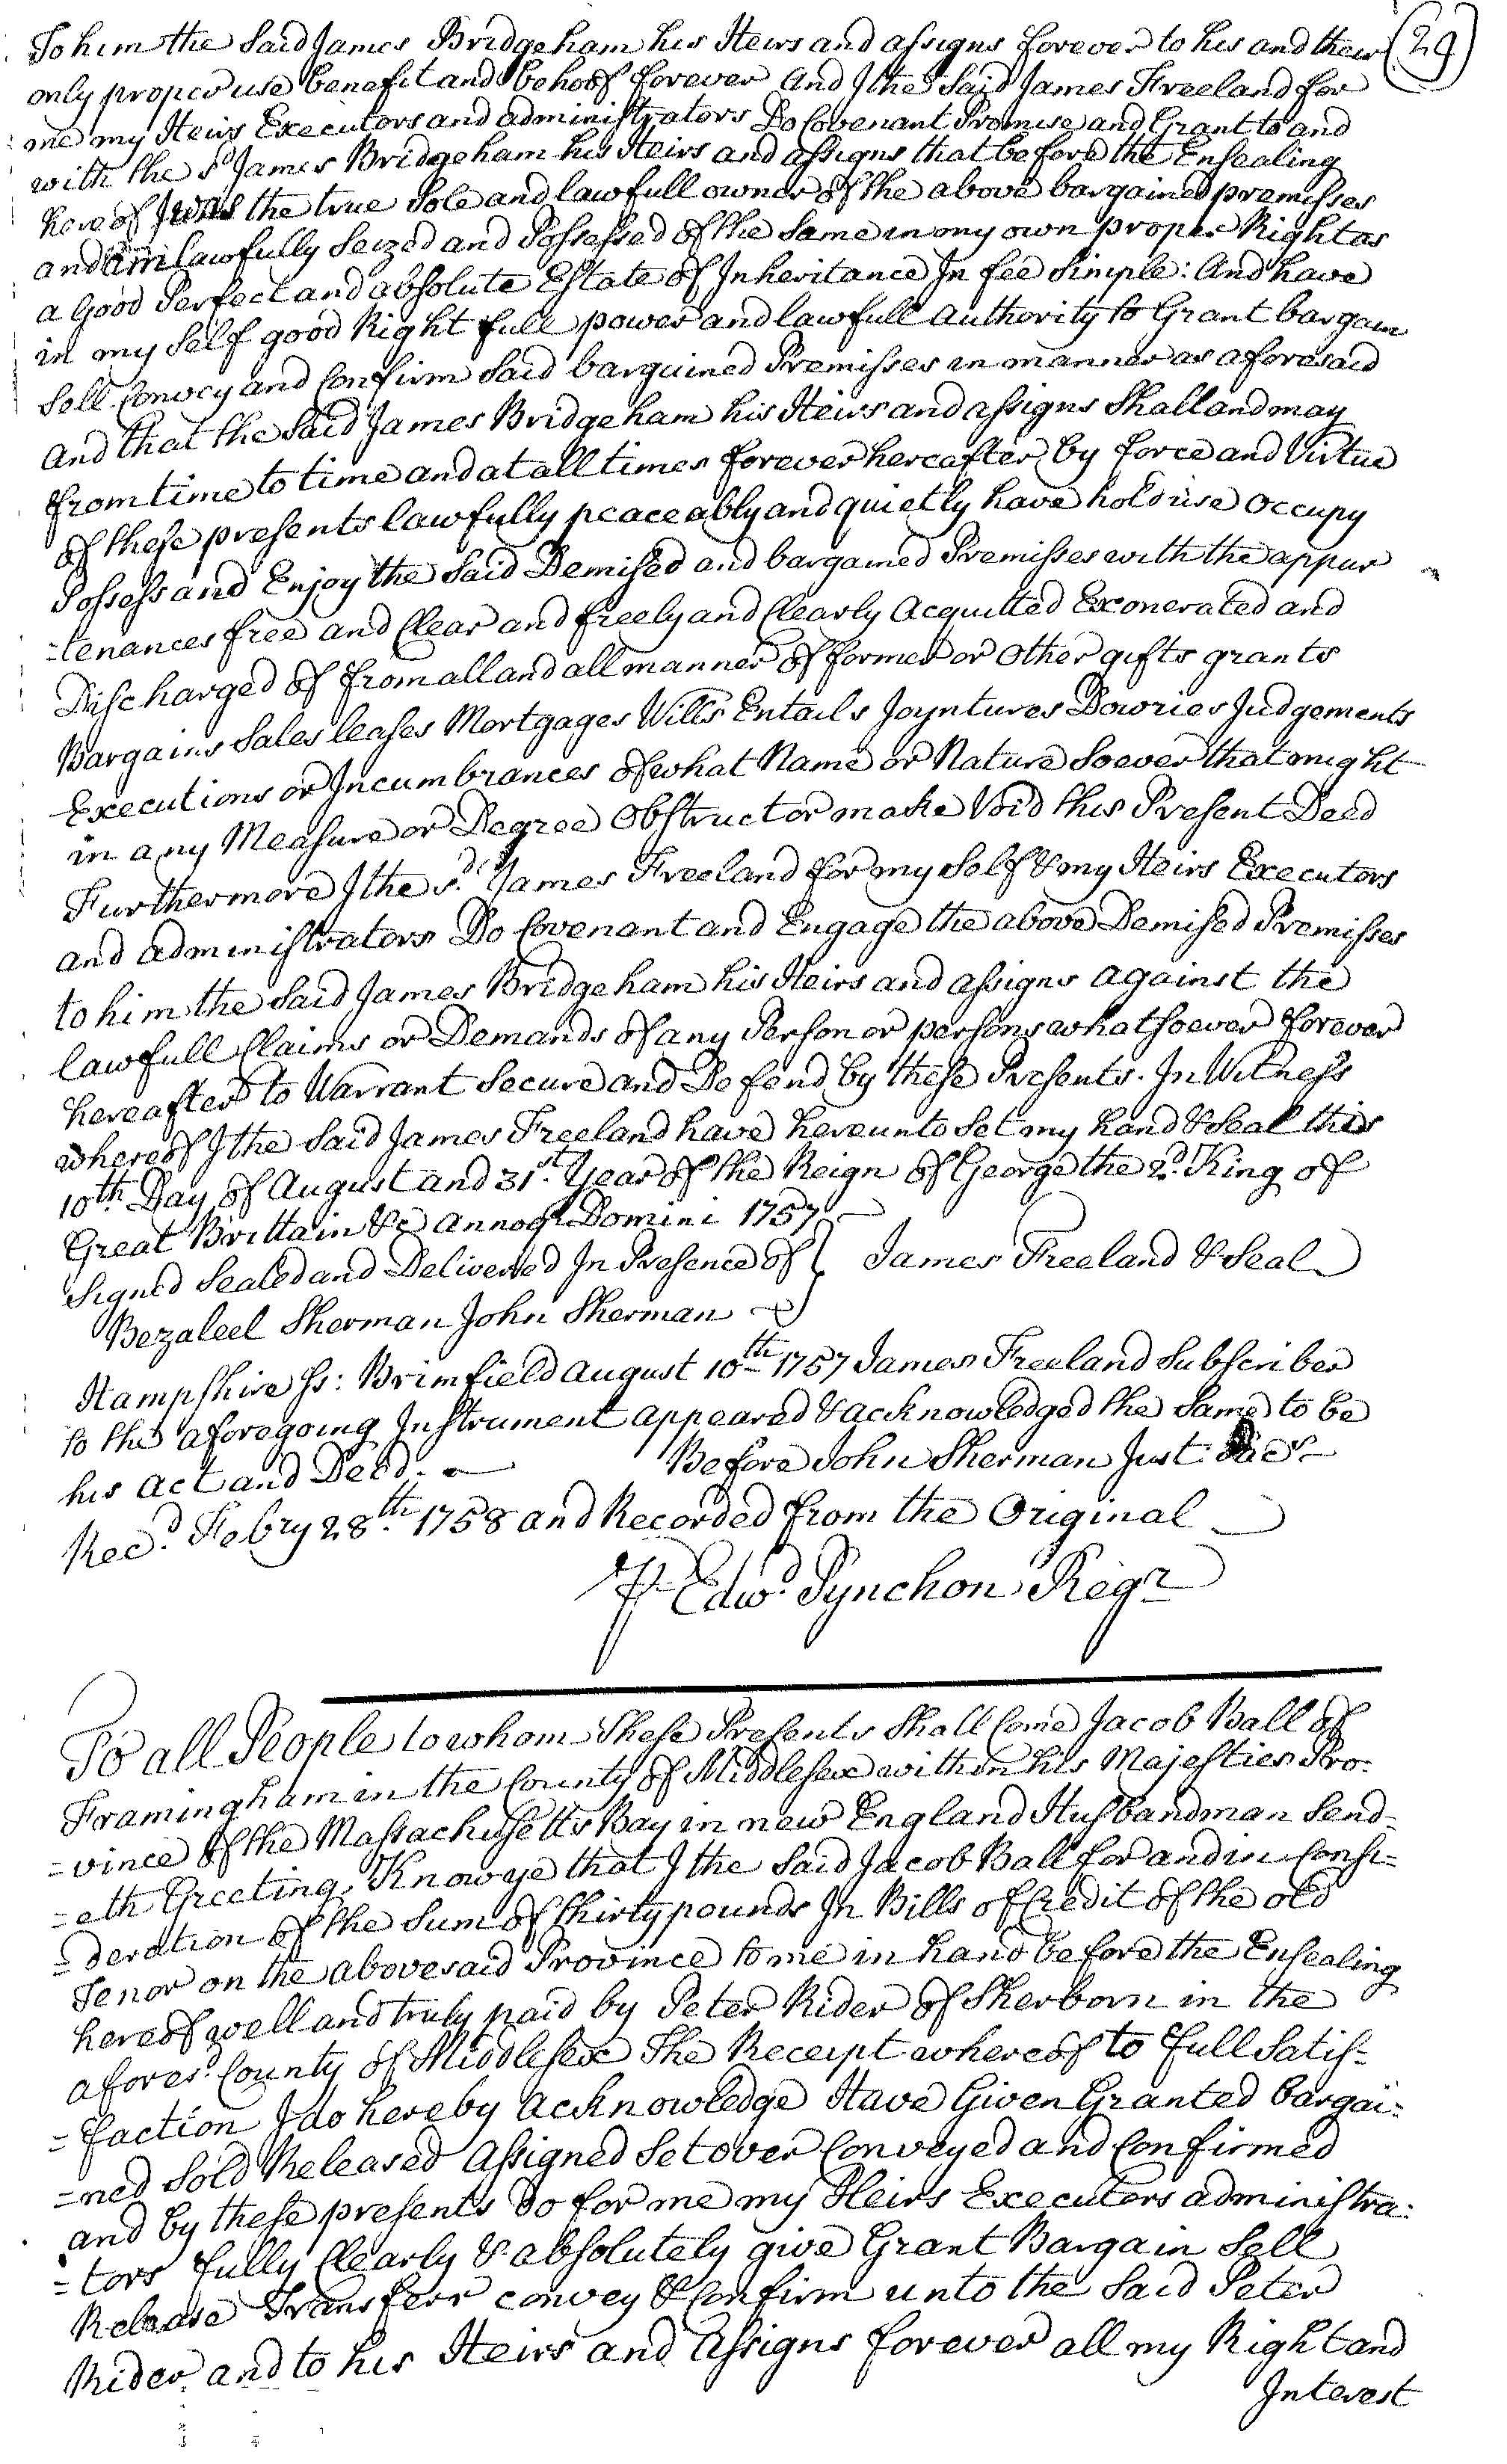 To him the Said James Bridgeham his Heirs and assigns forever to his and their (29)
only proper use benefit and behoof forever And I the Said James Freeland for
me my Heirs Executors and administrators Do Covenant Promise and Grant to and
with the sd James Bridgeham his Heirs and assigns that before the Ensealing
hereof I was the true Sole and lawfull owner of the above bargained premisses
and am lawfully Seized and Possessed of the Same in my own proper Right as
a Good Perfect and absolute Estate of Inheritance In fee Simple: And have
in my Self good Right full power and lawfull Authority to Grant bargain
Sell Convey and Confirm Said bargained Premisses in manner as aforesaid
And that the Said James Bridgeham his Heirs and assigns Shall and may
from time to time and at all times forever hereafter by force and Virtue
of these presents lawfully peaceably and quietly have hold use occupy
Possess and Enjoy the Said Demised and bargained Premisses with the appur
=tenances free and Clear and freely and Clearly Acquitted Exonerated and
Discharged of from all and all manner of former or Other gifts grants
Bargains Sales leases Mortgages Wills Entails Joyntures Dowries Judgements
Executions or Incumbrances of what Name or Nature Soever that might
in any Measure or Degree Obstruct or make Void this Present Deed
Furthermore I the sd. James Freeland for my Self & my Heirs Executors
and administrators Do Covenant and Engage the above Demised Premisses
to him the Said James Bridgeham his Heirs and assigns against the
lawfull Claims or Demands of any Person or persons whatsoever forever
hereafter to Warrant Secure and Defend by these Presents. In Witness
whereof I the Said James Freeland have hereunto Set my hand & Seal this
10th. Day of August and 31st. Year of the Reign of George the 2d. King of
Great Brittain &c Annoqr Domini 1757
Signed Sealed and Delivered In Presence of } James Freeland & Seal
Bezaleel Sherman John Sherman
Hampshire ss: Brimfield August 10th 1757 James Freeland Subscriber
to the aforegoing Instrument appeared & acknowledged the Same to be
his act and Deed. Before John Sherman Just. Pacs
Recd. Febry 28th. 1758 and Recorded from the Original
⅌ Edwd. Pynchon Regr
To all People to whom These Presents Shall Come Jacob Ball of
Framingham in the County of Middlesex within his Majesties Pro-
=vince of the Massachusetts Bay in new England Husbandman Send-
=eth Greeting. Know ye that I the Said Jacob Ball for and in Consi=
=deration of the Sum of thirty pounds In Bills of Credit of the old
Tenor on the abovesaid Province to me in hand before the Ensealing
hereof well and truly paid by Peter Rider of Sherborn in the
afores.d County of Middlesex The Receipt whereof to full Satis=
=faction I do hereby Acknowledge Have Given Granted bargai=
=ned Sold Released Assigned Set over Conveyed and Confirmed
and by these presents Do for me my Heirs Executors administra:
=tors fully Clearly & absolutely give Grant Bargain Sell
Release Transferr convey & Confirm unto the Said Peter
Rider and to his Heirs and Assigns forever all my Right and
Interest